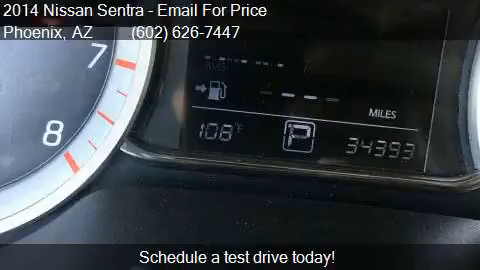 2014 Nissan Sentra - Email For Price
Phoenix, AZ (602) 626-7447
7
AVG
MILES
8
108°F P 34393
Schedule a test drive today!